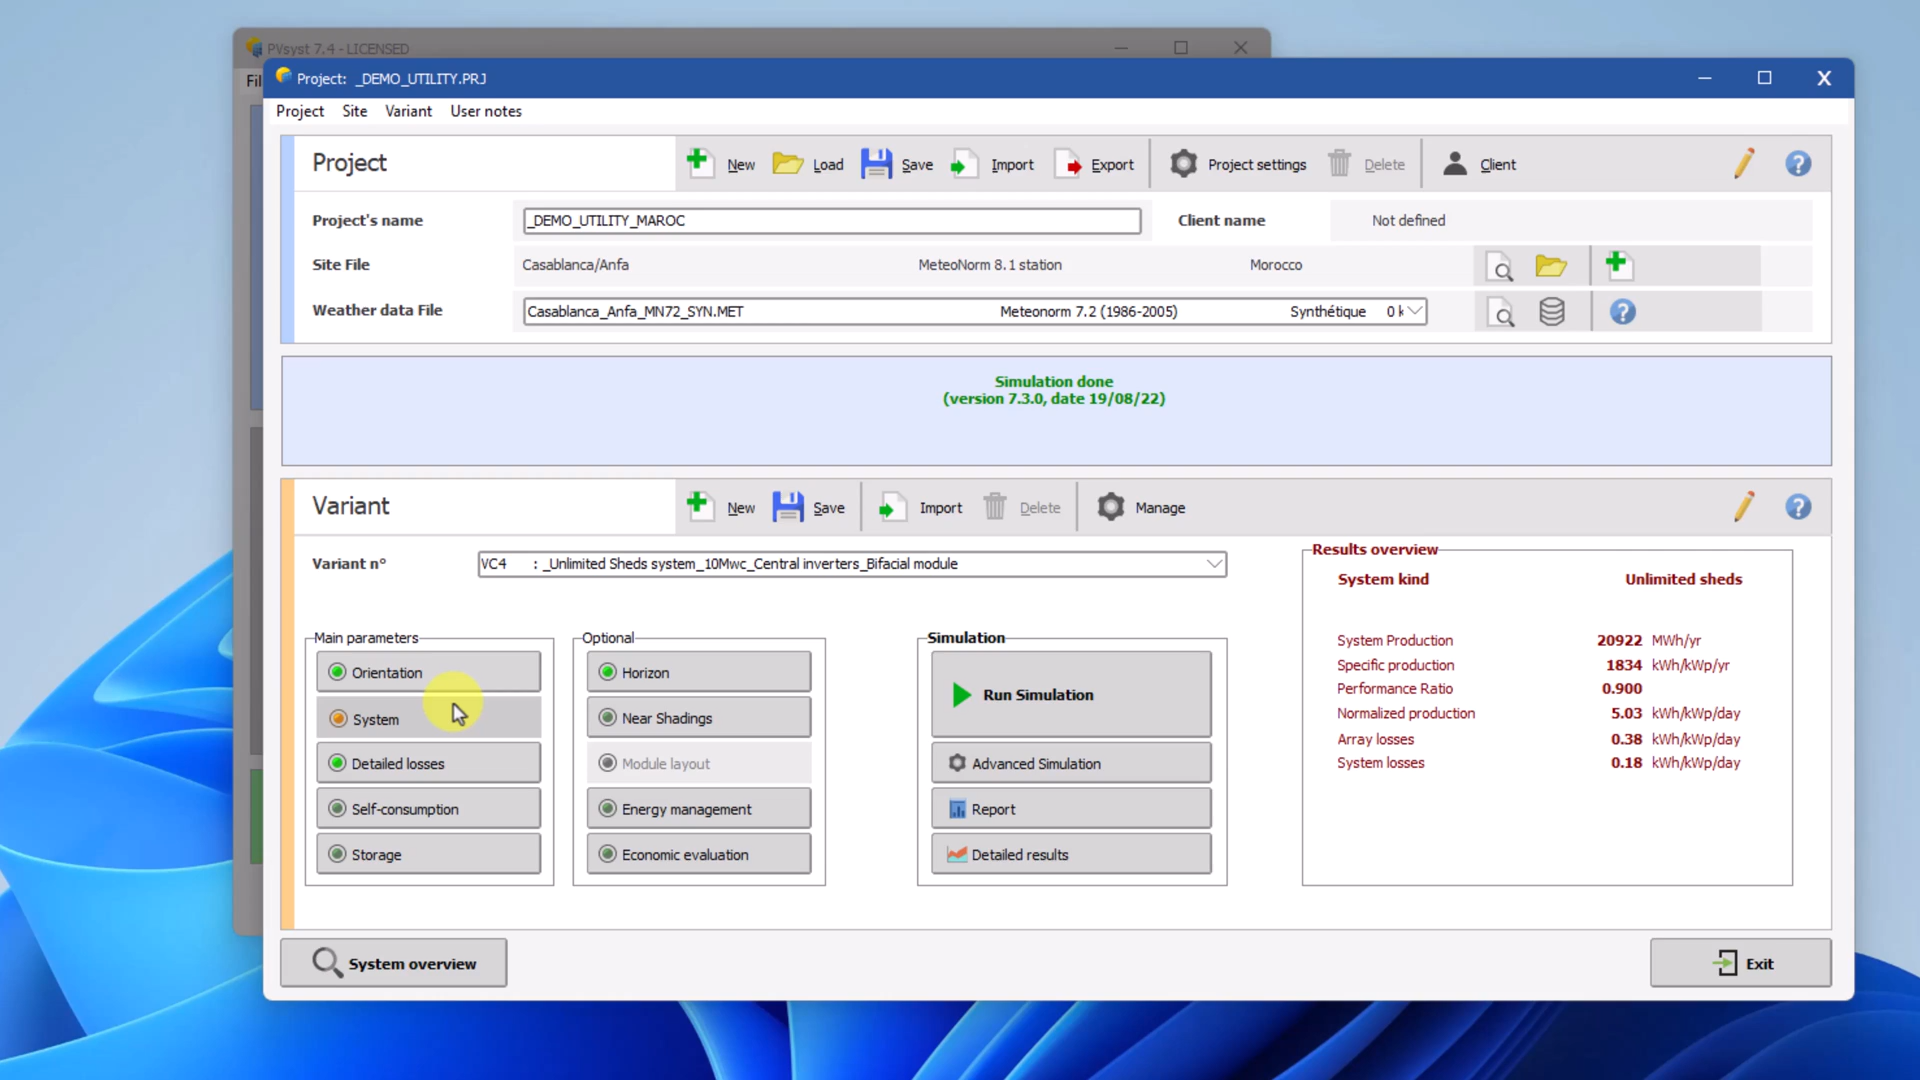 PVsyst 7.4 - LICENSED
Fil
Project: _DEMO_UTILITY.PRJ
Project Site Variant User notes
Project
New Load Save Import Export Project settings Delete Client
Project's name _DEMO_UTILITY_MAROC Client name Not defined
Site File Casablanca/Anfa MeteoNorm 8.1 station Morocco
Weather data File Casablanca_Anfa_MN72_SYN.MET Meteonorm 7.2 (1986-2005) Synthétique 0 k
Simulation done
(version 7.3.0, date 19/08/22)
Variant
New Save Import Delete Manage
Variant n° VC4 : _Unlimited Sheds system_10Mwc_Central inverters_Bifacial module
Main parameters
Orientation
System
Detailed losses
Self-consumption
Storage
Optional
Horizon
Near Shadings
Module layout
Energy management
Economic evaluation
Simulation
Run Simulation
Advanced Simulation
Report
Detailed results
Results overview
System kind Unlimited sheds
System Production 20922 MWh/yr
Specific production 1834 kWh/kWp/yr
Performance Ratio 0.900
Normalized production 5.03 kWh/kWp/day
Array losses 0.38 kWh/kWp/day
System losses 0.18 kWh/kWp/day
System overview
Exit